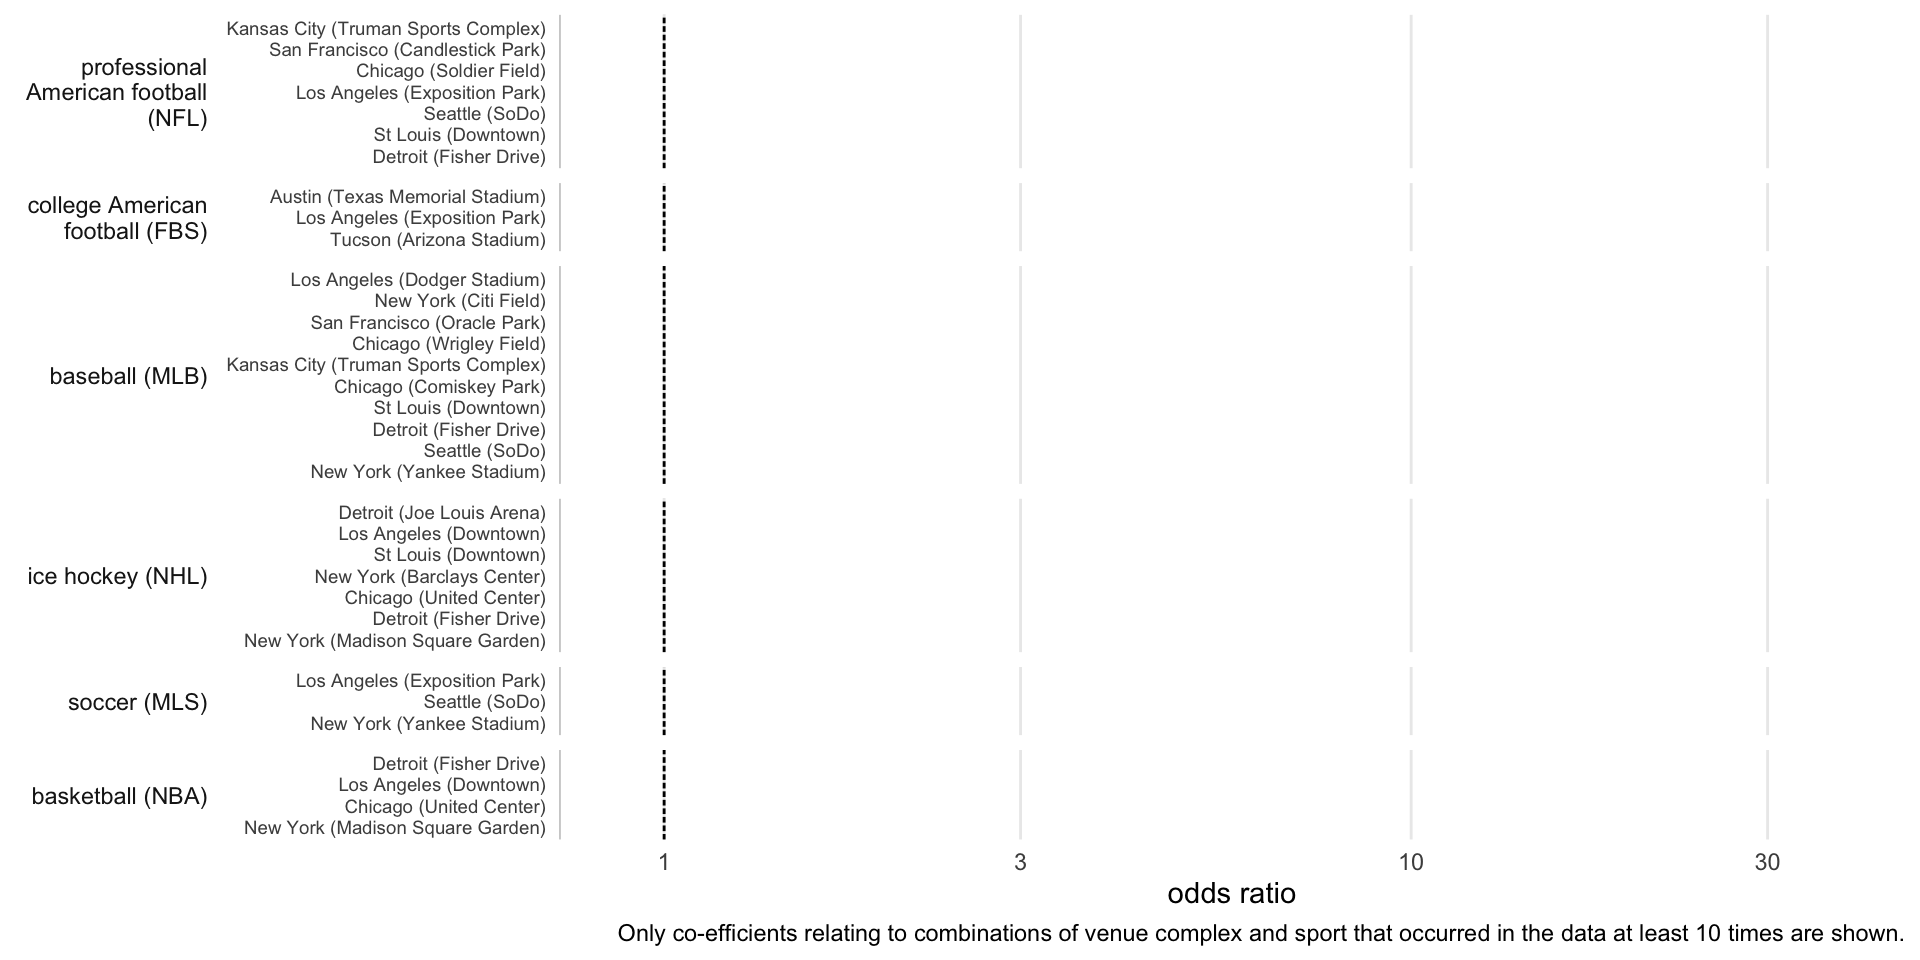 professional
American football
(NFL)
Kansas City (Truman Sports Complex)
San Francisco (Candlestick Park)
Chicago (Soldier Field)
Los Angeles (Exposition Park)
Seattle (SoDo)
St Louis (Downtown)
Detroit (Fisher Drive)
college American
football (FBS)
Austin (Texas Memorial Stadium)
Los Angeles (Exposition Park)
Tucson (Arizona Stadium)
baseball (MLB)
Los Angeles (Dodger Stadium)
New York (Citi Field)
San Francisco (Oracle Park)
Chicago (Wrigley Field)
Kansas City (Truman Sports Complex)
Chicago (Comiskey Park)
St Louis (Downtown)
Detroit (Fisher Drive)
Seattle (SoDo)
New York (Yankee Stadium)
ice hockey (NHL)
Detroit (Joe Louis Arena)
Los Angeles (Downtown)
St Louis (Downtown)
New York (Barclays Center)
Chicago (United Center)
Detroit (Fisher Drive)
New York (Madison Square Garden)
soccer (MLS)
Los Angeles (Exposition Park)
Seattle (SoDo)
New York (Yankee Stadium)
basketball (NBA)
Detroit (Fisher Drive)
Los Angeles (Downtown)
Chicago (United Center)
New York (Madison Square Garden)
1 3 10 30
odds ratio
Only co-efficients relating to combinations of venue complex and sport that occurred in the data at least 10 times are shown.